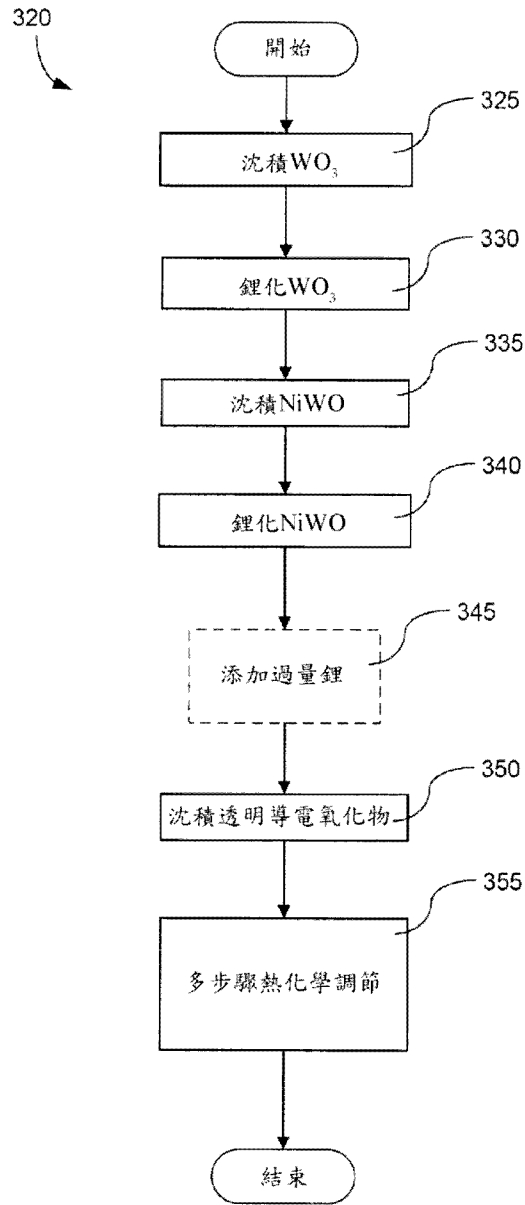 320
開始
325
沈積WO₃
330
鋰化WO₃
335
沈積NiWO
340
鋰化NiWO
345
添加過量鋰
350
沈積透明導電氧化物
355
多步驟熱化學調節
結束